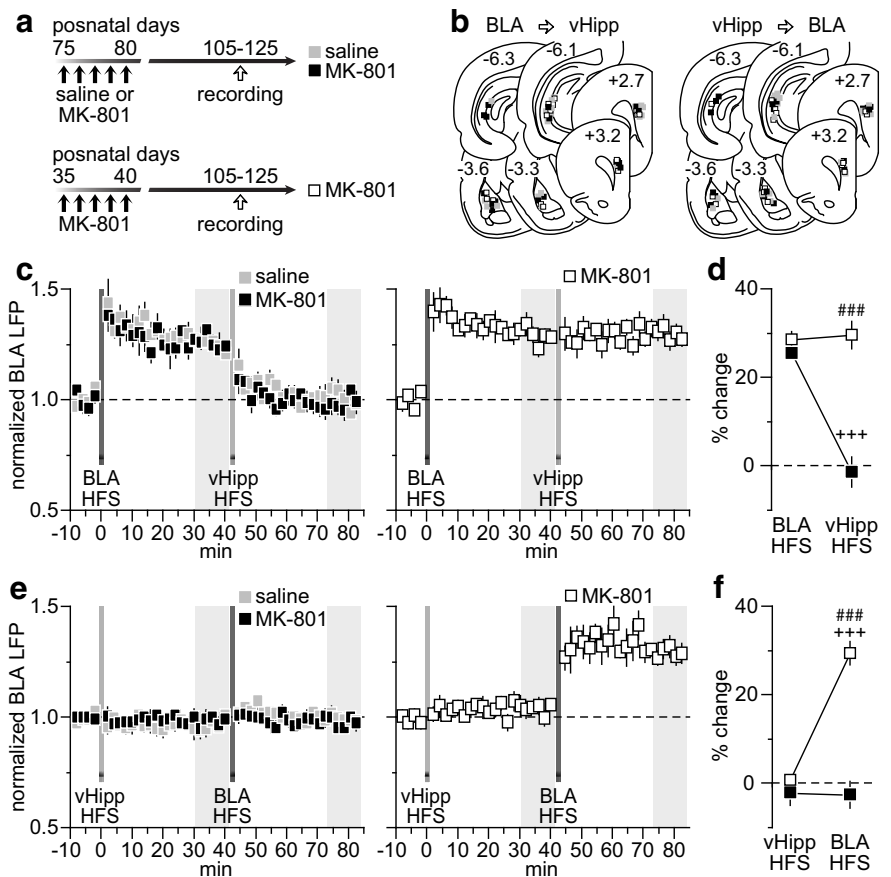 a
posnatal days
75 80 105-125
saline or MK-801
recording
saline
MK-801
posnatal days
35 40 105-125
MK-801
recording
MK-801
b
BLA ⇨ vHipp
-6.3 -6.1 +2.7
+3.2
-3.6 -3.3
vHipp ⇨ BLA
-6.3 -6.1 +2.7
+3.2
-3.6 -3.3
c
saline
MK-801
normalized BLA LFP
1.5
1.0
0.5
BLA HFS
vHipp HFS
-10 0 10 20 30 40 50 60 70 80
min
MK-801
BLA HFS
vHipp HFS
-10 0 10 20 30 40 50 60 70 80
min
d
% change
40
20
0
###
+++
BLA HFS
vHipp HFS
e
saline
MK-801
normalized BLA LFP
1.5
1.0
0.5
vHipp HFS
BLA HFS
-10 0 10 20 30 40 50 60 70 80
min
MK-801
vHipp HFS
BLA HFS
-10 0 10 20 30 40 50 60 70 80
min
f
% change
40
20
0
###
+++
vHipp HFS
BLA HFS